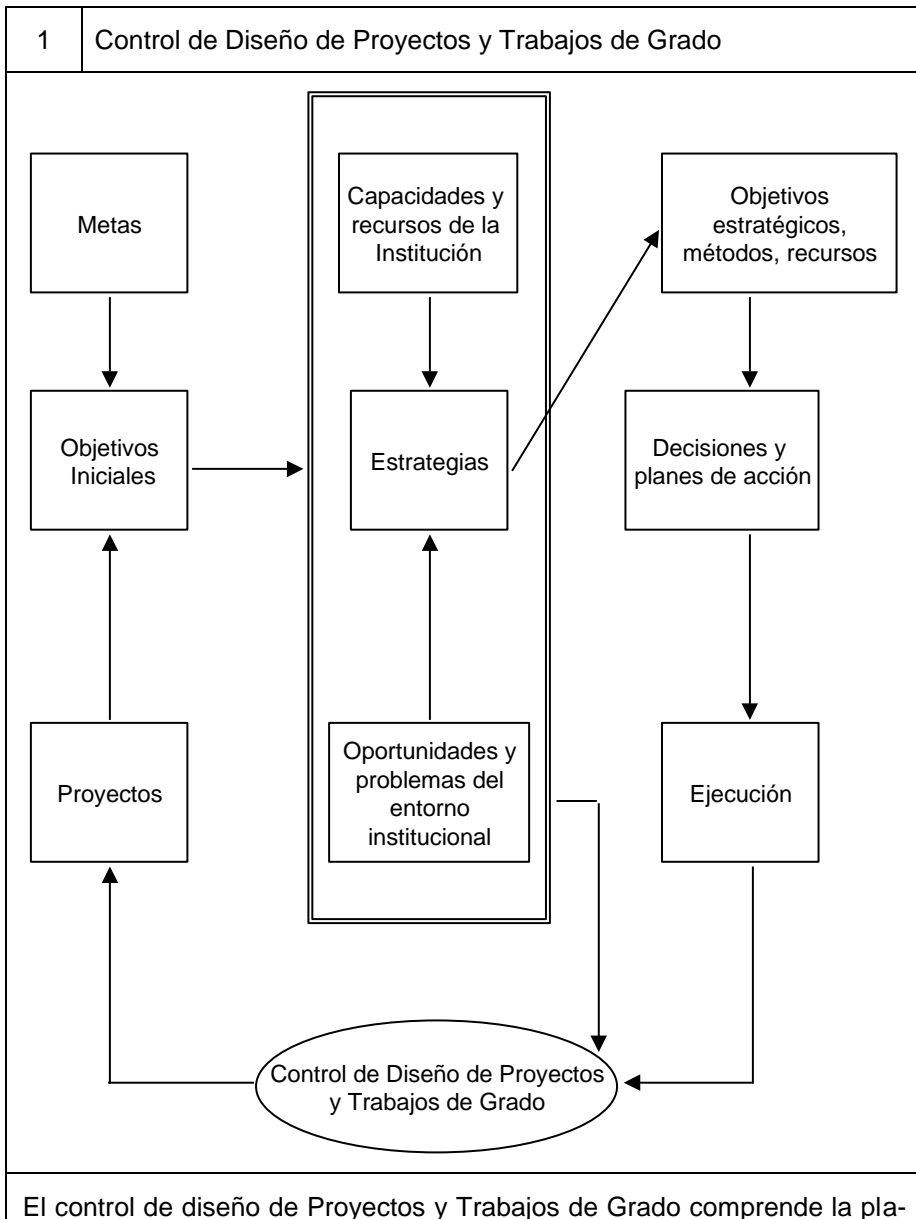 1 Control de Diseño de Proyectos y Trabajos de Grado
Metas
Capacidades y
recursos de la
Institución
Objetivos
estratégicos,
métodos, recursos
Objetivos
Iniciales
Estrategias
Decisiones y
planes de acción
Proyectos
Oportunidades y
problemas del
entorno
institucional
Ejecución
Control de Diseño de Proyectos
y Trabajos de Grado
El control de diseño de Proyectos y Trabajos de Grado comprende la pla-